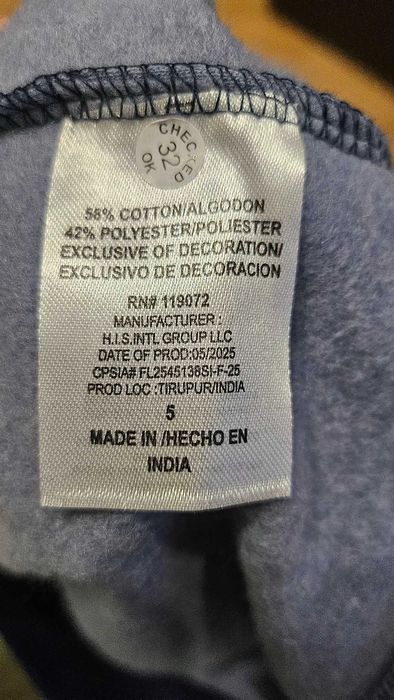 CHECKED
32
OK
58% COTTON/ALGODON
42% POLYESTER/POLIESTER
EXCLUSIVE OF DECORATION/
EXCLUSIVO DE DECORACION
RN# 119072
MANUFACTURER :
H.I.S.INTL GROUP LLC
DATE OF PROD:05/2025
CPSIA# FL2545138SI-F-25
PROD LOC :TIRUPUR/INDIA
5
MADE IN /HECHO EN
INDIA